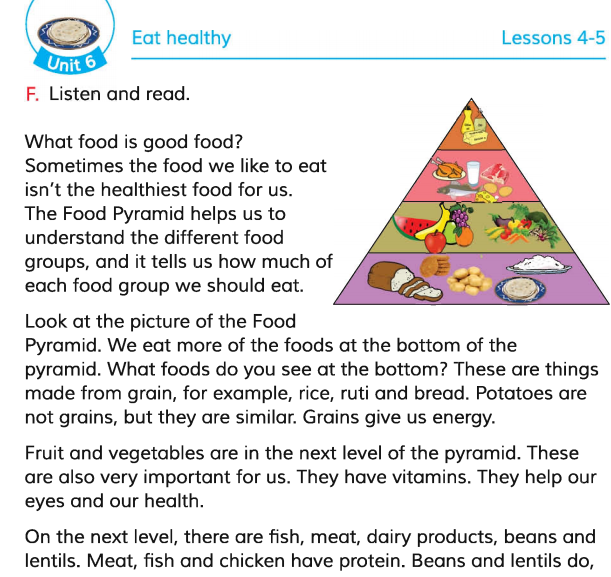 Unit 6
Eat healthy
Lessons 4-5
F. Listen and read.
What food is good food?
Sometimes the food we like to eat
isn't the healthiest food for us.
The Food Pyramid helps us to
understand the different food
groups, and it tells us how much of
each food group we should eat.
Look at the picture of the Food
Pyramid. We eat more of the foods at the bottom of the
pyramid. What foods do you see at the bottom? These are things
made from grain, for example, rice, ruti and bread. Potatoes are
not grains, but they are similar. Grains give us energy.
Fruit and vegetables are in the next level of the pyramid. These
are also very important for us. They have vitamins. They help our
eyes and our health.
On the next level, there are fish, meat, dairy products, beans and
lentils. Meat, fish and chicken have protein. Beans and lentils do,